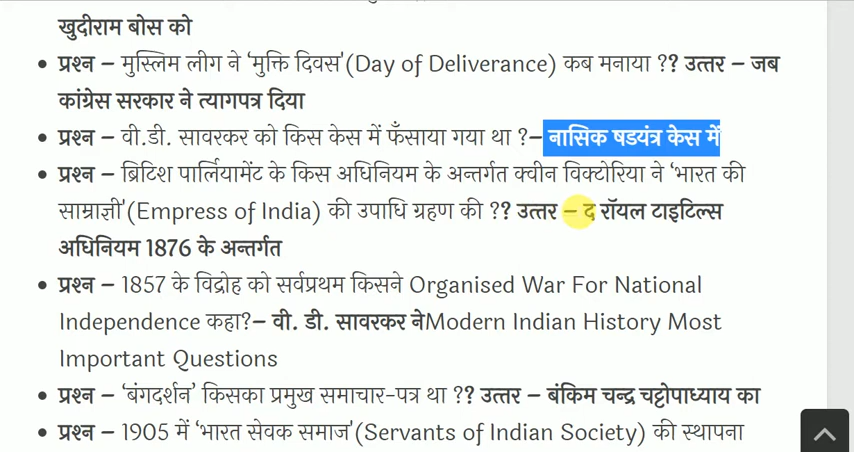 खुदीराम बोस को
प्रश्न – मुस्लिम लीग ने 'मुक्ति दिवस'(Day of Deliverance) कब मनाया ?? उत्तर – जब
कांग्रेस सरकार ने त्यागपत्र दिया
प्रश्न – वी.डी. सावरकर को किस केस में फँसाया गया था ?– नासिक षडयंत्र केस में
प्रश्न – ब्रिटिश पार्लियामेंट के किस अधिनियम के अन्तर्गत क्वीन विक्टोरिया ने 'भारत की
साम्राज्ञी'(Empress of India) की उपाधि ग्रहण की ?? उत्तर – द रॉयल टाइटिल्स
अधिनियम 1876 के अन्तर्गत
प्रश्न – 1857 के विद्रोह को सर्वप्रथम किसने Organised War For National
Independence कहा?– वी. डी. सावरकर नेModern Indian History Most
Important Questions
प्रश्न – 'बंगदर्शन' किसका प्रमुख समाचार-पत्र था ?? उत्तर – बंकिम चन्द्र चट्टोपाध्याय का
प्रश्न – 1905 में 'भारत सेवक समाज'(Servants of Indian Society) की स्थापना